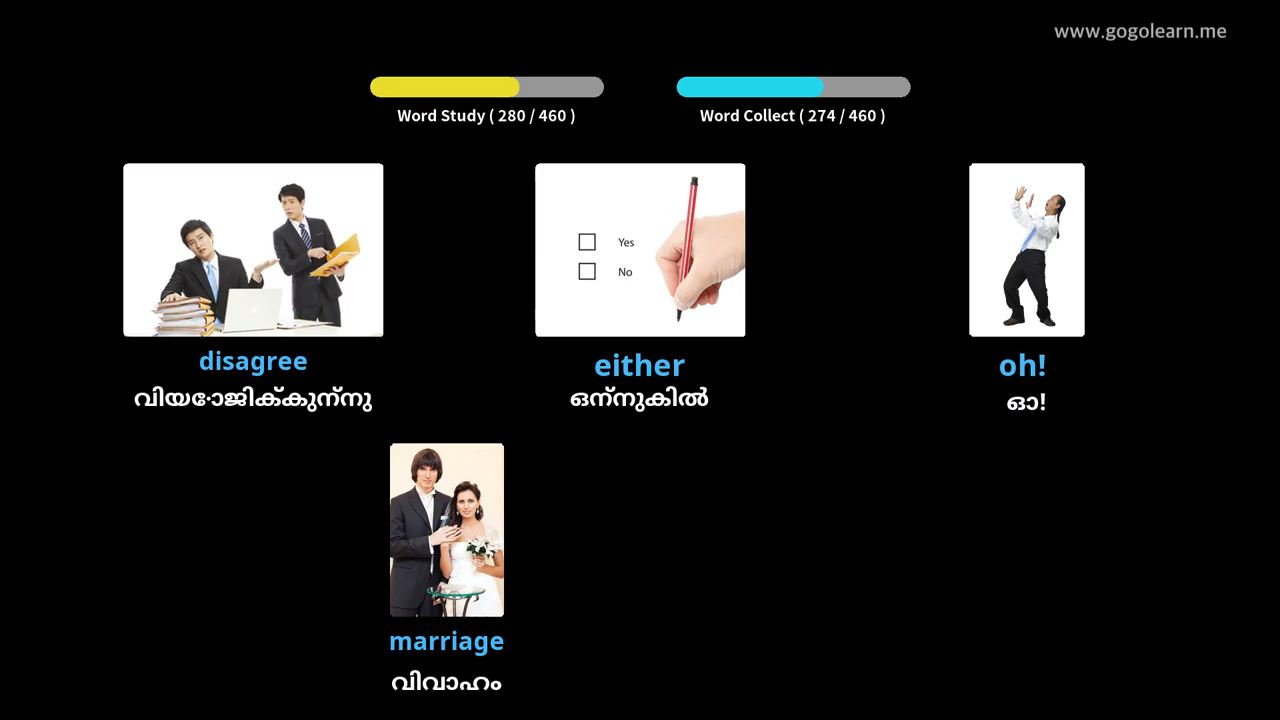 www.gogolearn.me
Word Study ( 280 / 460 )
Word Collect ( 274 / 460 )
Yes
No
disagree
either
oh!
വിയോജിക്കുന്നു
ഒന്നുകിൽ
ഓ!
marriage
വിവാഹം